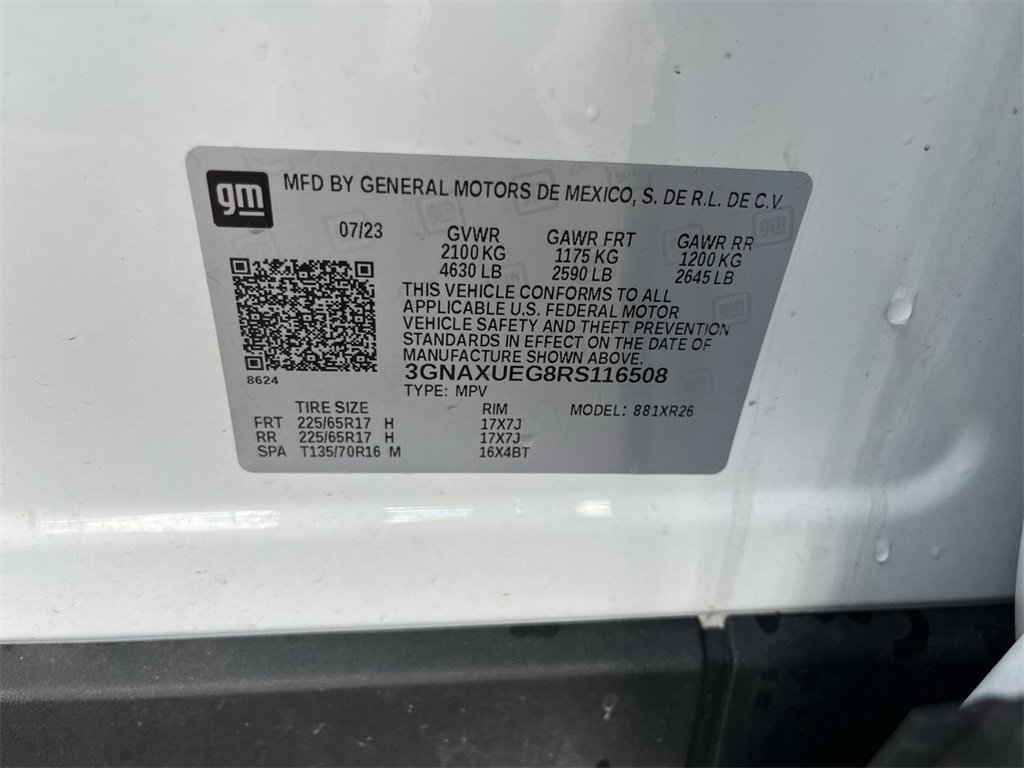 gm MFD BY GENERAL MOTORS DE MEXICO, S. DE R.L. DE C.V.
07/23 GVWR GAWR FRT GAWR RR
2100 KG 1175 KG 1200 KG
4630 LB 2590 LB 2645 LB
THIS VEHICLE CONFORMS TO ALL
APPLICABLE U.S. FEDERAL MOTOR
VEHICLE SAFETY AND THEFT PREVENTION
STANDARDS IN EFFECT ON THE DATE OF
MANUFACTURE SHOWN ABOVE.
3GNAXUEG8RS116508
8624
TYPE: MPV
TIRE SIZE RIM MODEL: 881XR26
FRT 225/65R17 H 17X7J
RR 225/65R17 H 17X7J
SPA T135/70R16 M 16X4BT